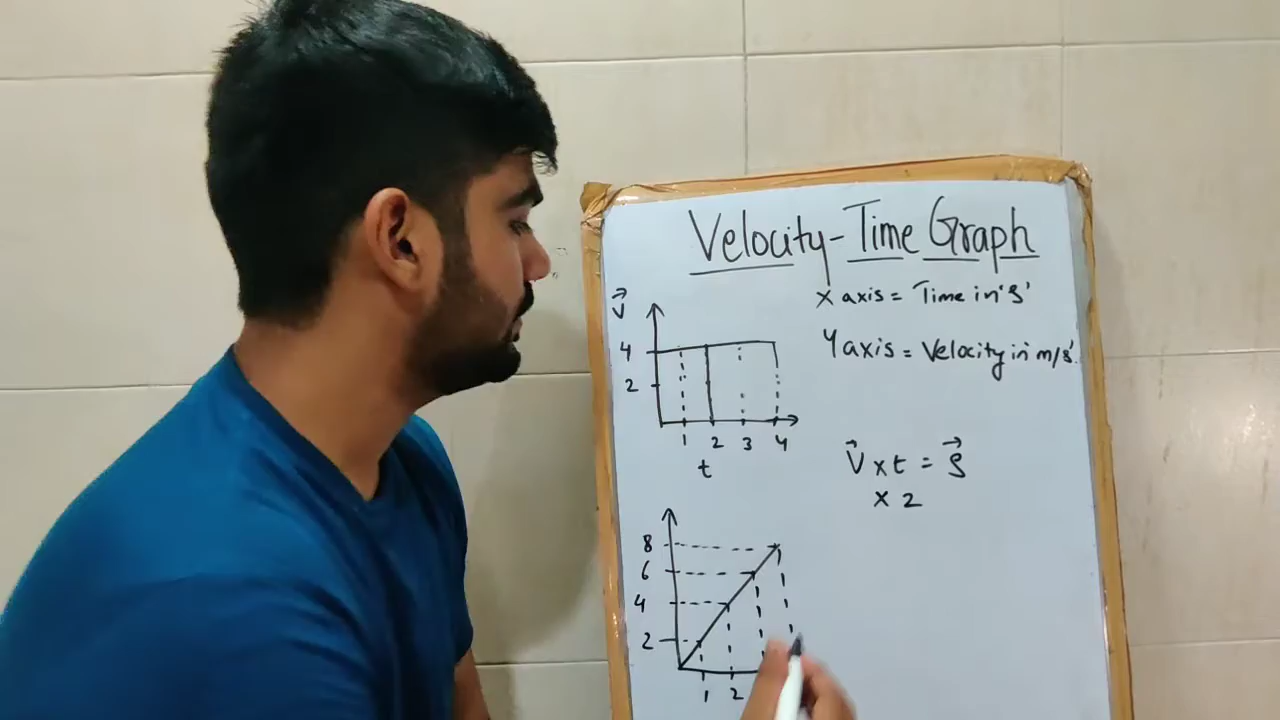 Velocity-Time Graph
X axis = Time in 's'
Y axis = Velocity in m/s'.
V
4
2
1 2 3 4
t
V x t = S
x 2
8
6
4
2
1 2